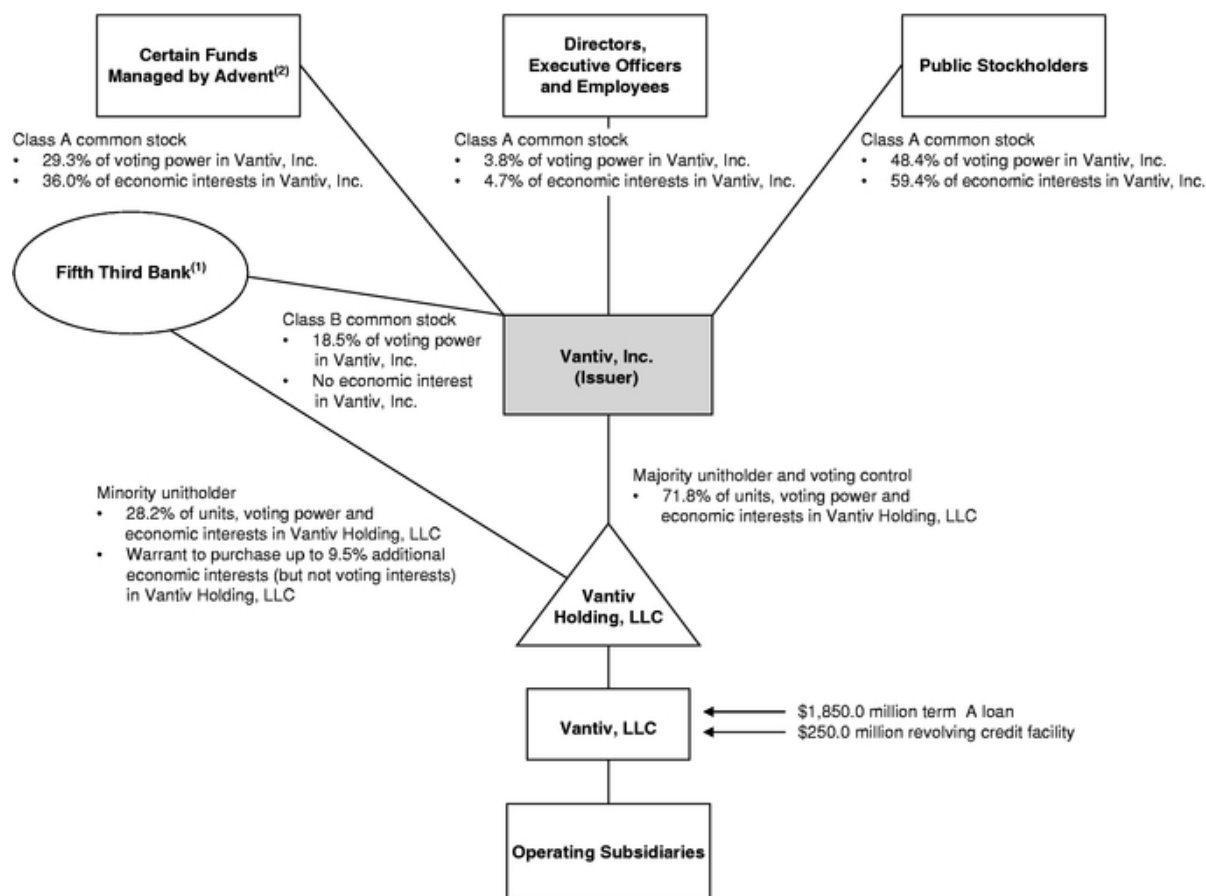 Certain Funds
Managed by Advent(2)
Directors,
Executive Officers
and Employees
Public Stockholders
Class A common stock
• 29.3% of voting power in Vantiv, Inc.
• 36.0% of economic interests in Vantiv, Inc.
Class A common stock
• 3.8% of voting power in Vantiv, Inc.
• 4.7% of economic interests in Vantiv, Inc.
Class A common stock
• 48.4% of voting power in Vantiv, Inc.
• 59.4% of economic interests in Vantiv, Inc.
Fifth Third Bank(1)
Class B common stock
• 18.5% of voting power
in Vantiv, Inc.
• No economic interest
in Vantiv, Inc.
Vantiv, Inc.
(Issuer)
Minority unitholder
• 28.2% of units, voting power and
economic interests in Vantiv Holding, LLC
• Warrant to purchase up to 9.5% additional
economic interests (but not voting interests)
in Vantiv Holding, LLC
Majority unitholder and voting control
• 71.8% of units, voting power and
economic interests in Vantiv Holding, LLC
Vantiv
Holding, LLC
Vantiv, LLC
$1,850.0 million term A loan
$250.0 million revolving credit facility
Operating Subsidiaries